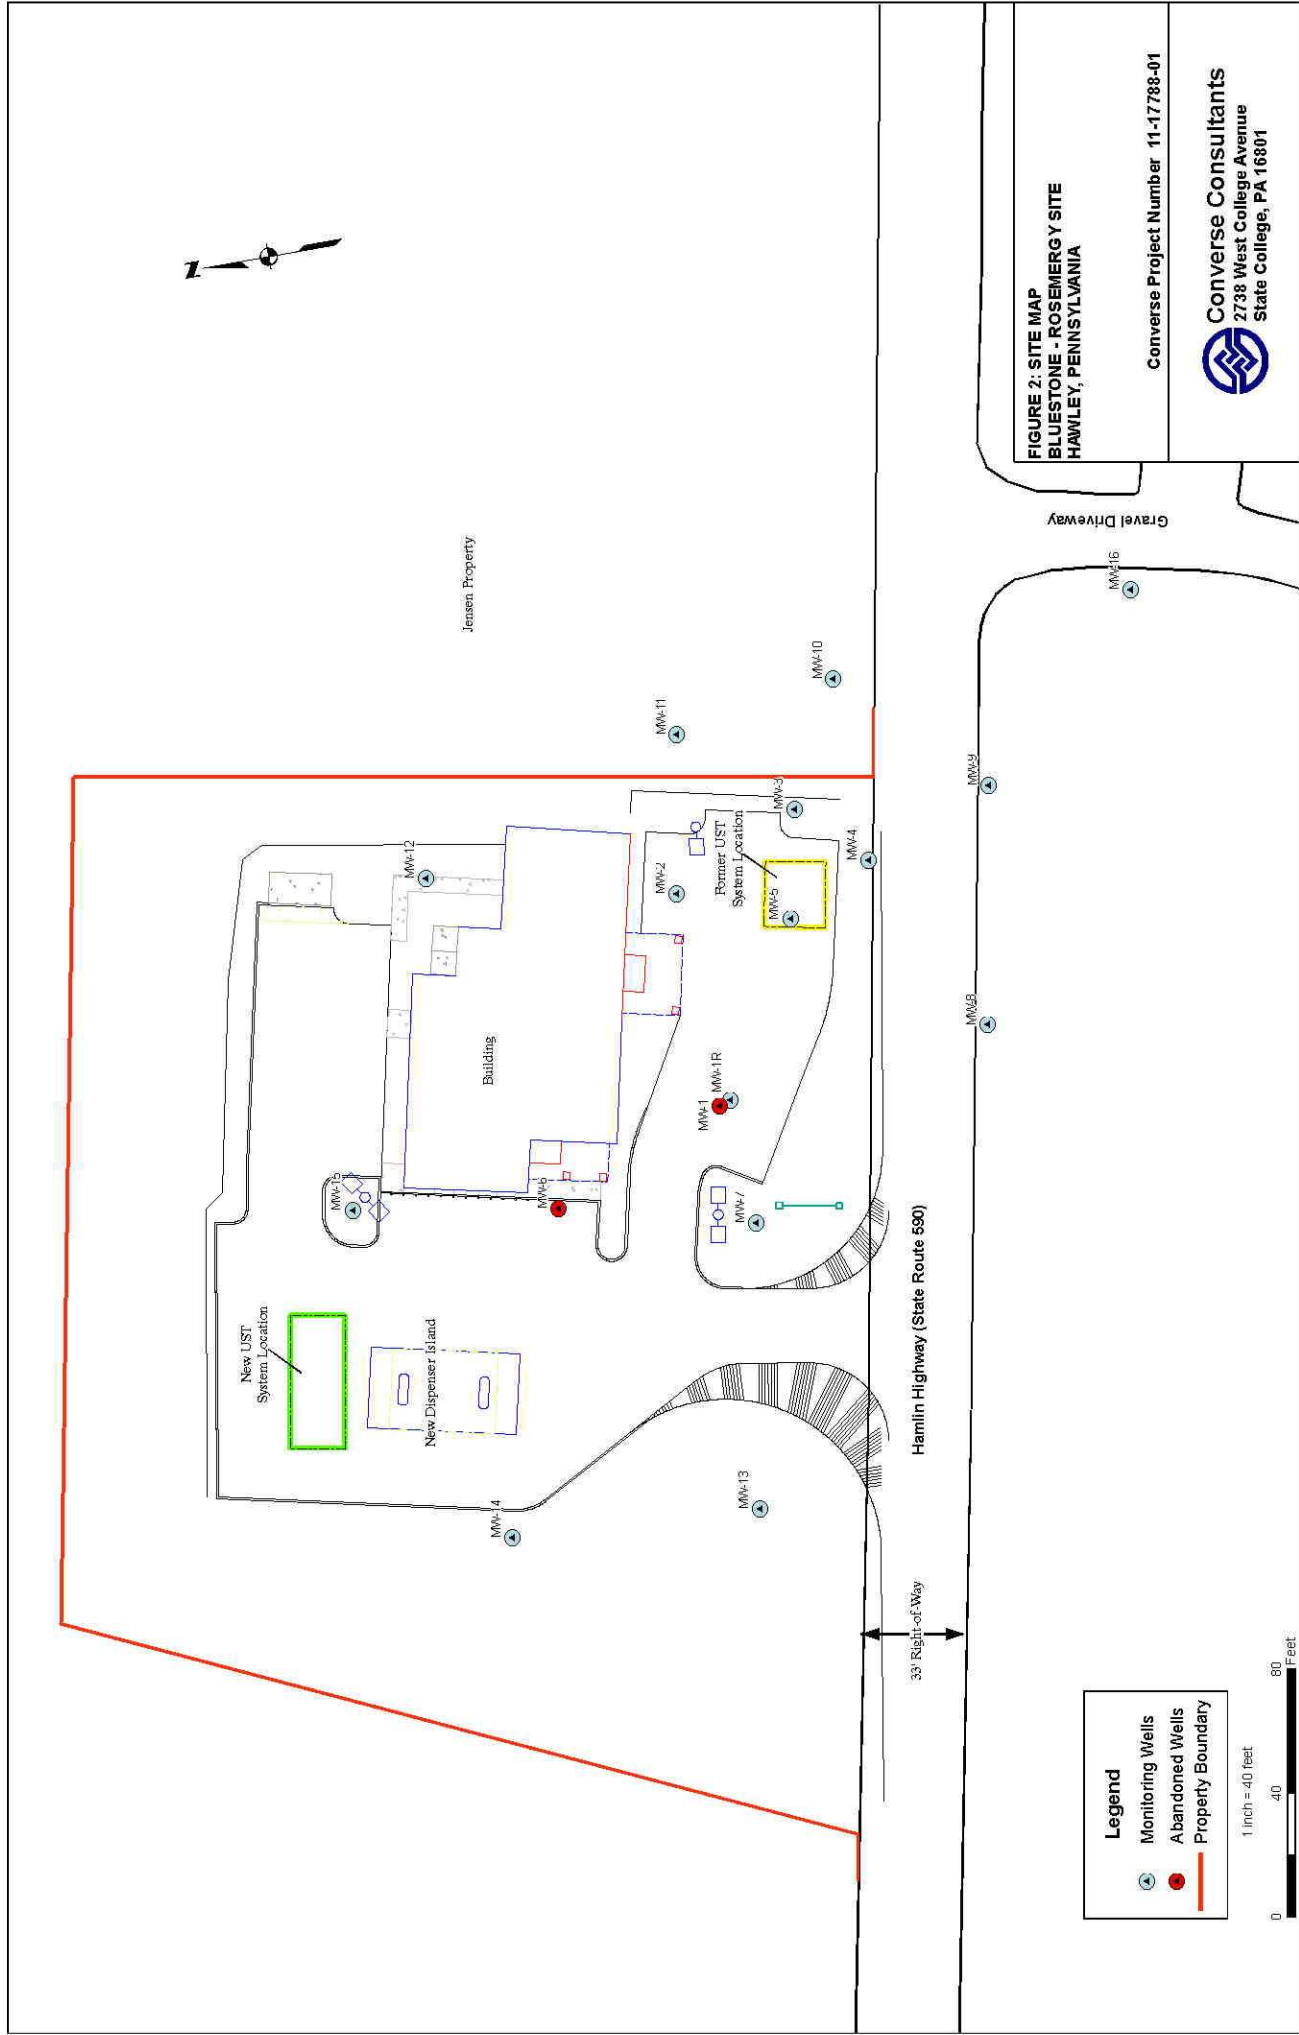 N
Jensen Property
MW-12
MW-11
MW-10
MW-3
MW-2
Former UST
System Location
MW-4
MW-5
Building
MW-1R
MW-1
MW-15
MW-6
MW-7
New UST
System Location
New Dispenser Island
MW-14
MW-13
MW-9
MW-8
MW-16
Gravel Driveway
Hamlin Highway (State Route 590)
33' Right-of-Way
Legend
Monitoring Wells
Abandoned Wells
Property Boundary
1 inch = 40 feet
0 40 80
Feet
FIGURE 2: SITE MAP
BLUESTONE - ROSEMERGY SITE
HAWLEY, PENNSYLVANIA
Converse Project Number 11-17788-01
Converse Consultants
2738 West College Avenue
State College, PA 16801